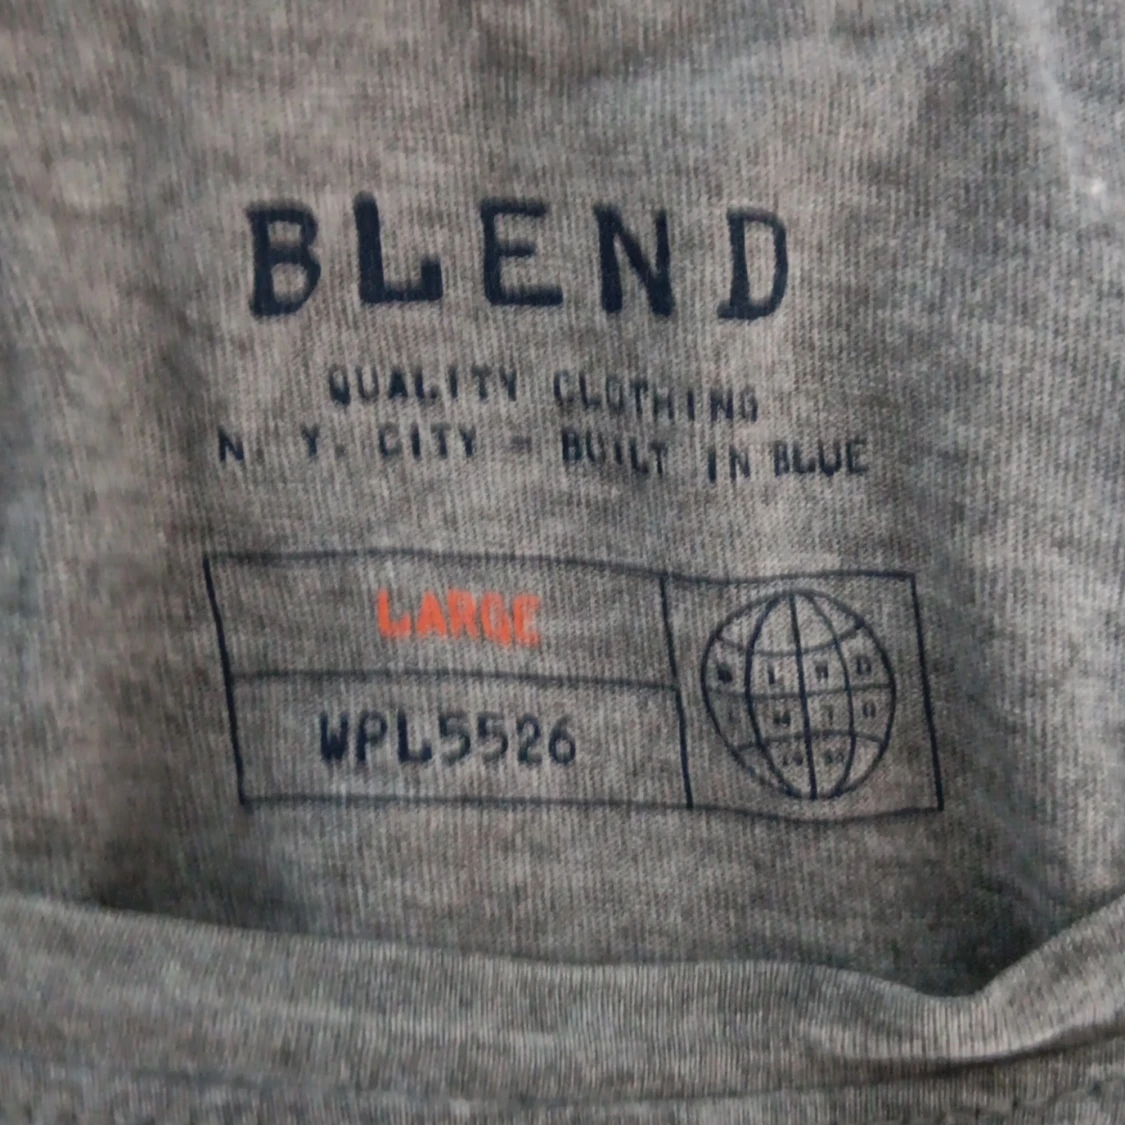 BLEND
QUALITY CLOTHING
N. Y. CITY - BUILT IN BLUE
LARGE
WPL5526
B L N D